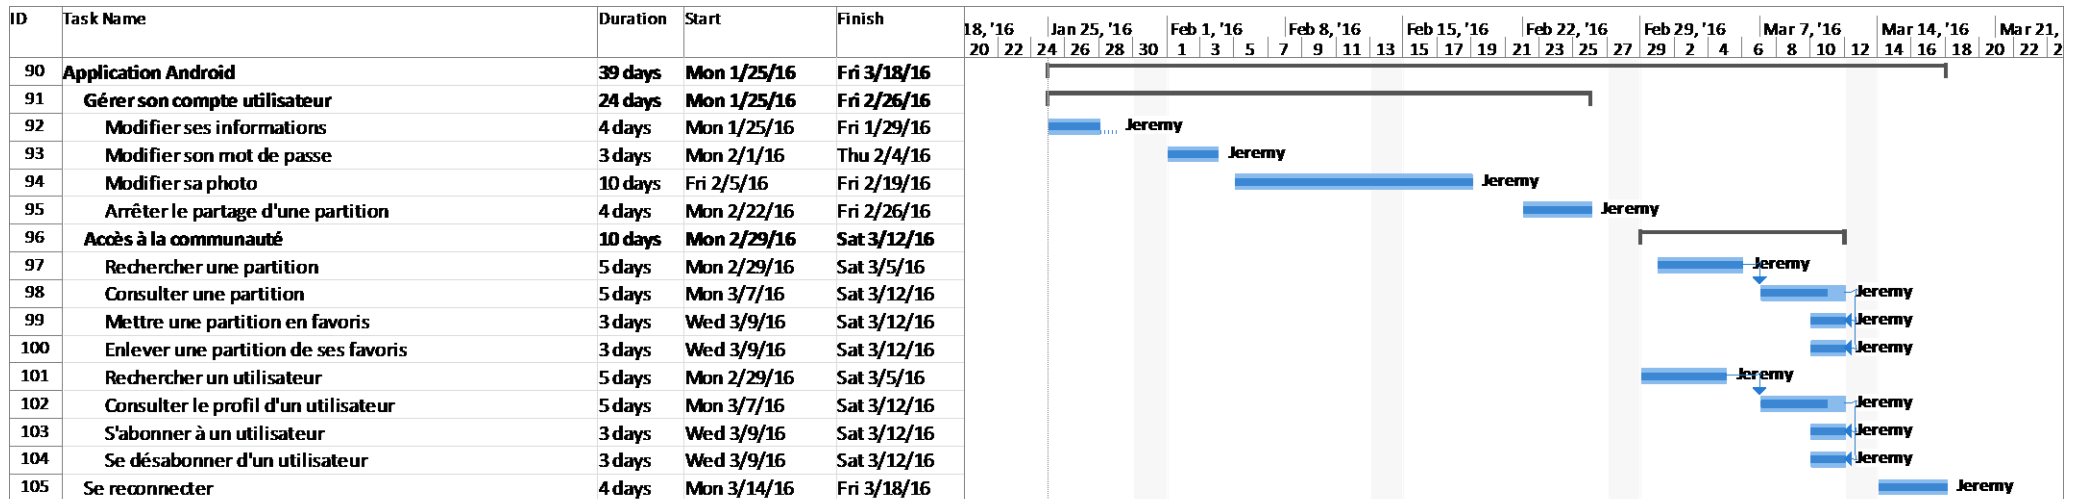 ID Task Name Duration Start Finish 18, '16 Jan 25, '16 Feb 1, '16 Feb 8, '16 Feb 15, '16 Feb 22, '16 Feb 29, '16 Mar 7, '16 Mar 14, '16 Mar 21,
20 22 24 26 28 30 1 3 5 7 9 11 13 15 17 19 21 23 25 27 29 2 4 6 8 10 12 14 16 18 20 22 2
90 Application Android 39 days Mon 1/25/16 Fri 3/18/16
91 Gérer son compte utilisateur 24 days Mon 1/25/16 Fri 2/26/16
92 Modifier ses informations 4 days Mon 1/25/16 Fri 1/29/16 Jeremy
93 Modifier son mot de passe 3 days Mon 2/1/16 Thu 2/4/16 Jeremy
94 Modifier sa photo 10 days Fri 2/5/16 Fri 2/19/16 Jeremy
95 Arrêter le partage d'une partition 4 days Mon 2/22/16 Fri 2/26/16 Jeremy
96 Accès à la communauté 10 days Mon 2/29/16 Sat 3/12/16
97 Rechercher une partition 5 days Mon 2/29/16 Sat 3/5/16 Jeremy
98 Consulter une partition 5 days Mon 3/7/16 Sat 3/12/16 Jeremy
99 Mettre une partition en favoris 3 days Wed 3/9/16 Sat 3/12/16 Jeremy
100 Enlever une partition de ses favoris 3 days Wed 3/9/16 Sat 3/12/16 Jeremy
101 Rechercher un utilisateur 5 days Mon 2/29/16 Sat 3/5/16 Jeremy
102 Consulter le profil d'un utilisateur 5 days Mon 3/7/16 Sat 3/12/16 Jeremy
103 S'abonner à un utilisateur 3 days Wed 3/9/16 Sat 3/12/16 Jeremy
104 Se désabonner d'un utilisateur 3 days Wed 3/9/16 Sat 3/12/16 Jeremy
105 Se reconnecter 4 days Mon 3/14/16 Fri 3/18/16 Jeremy